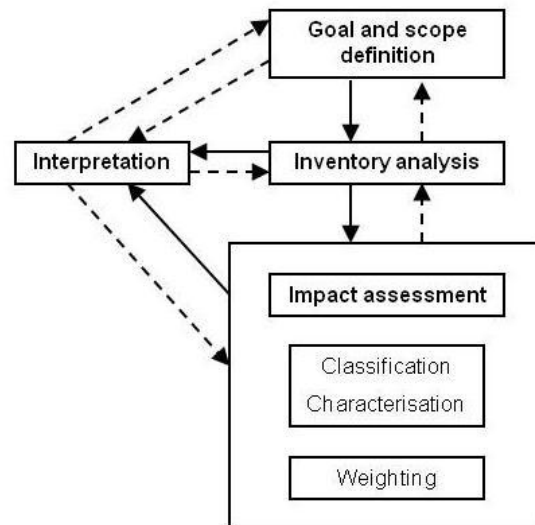 Goal and scope
definition
Interpretation
Inventory analysis
Impact assessment
Classification
Characterisation
Weighting